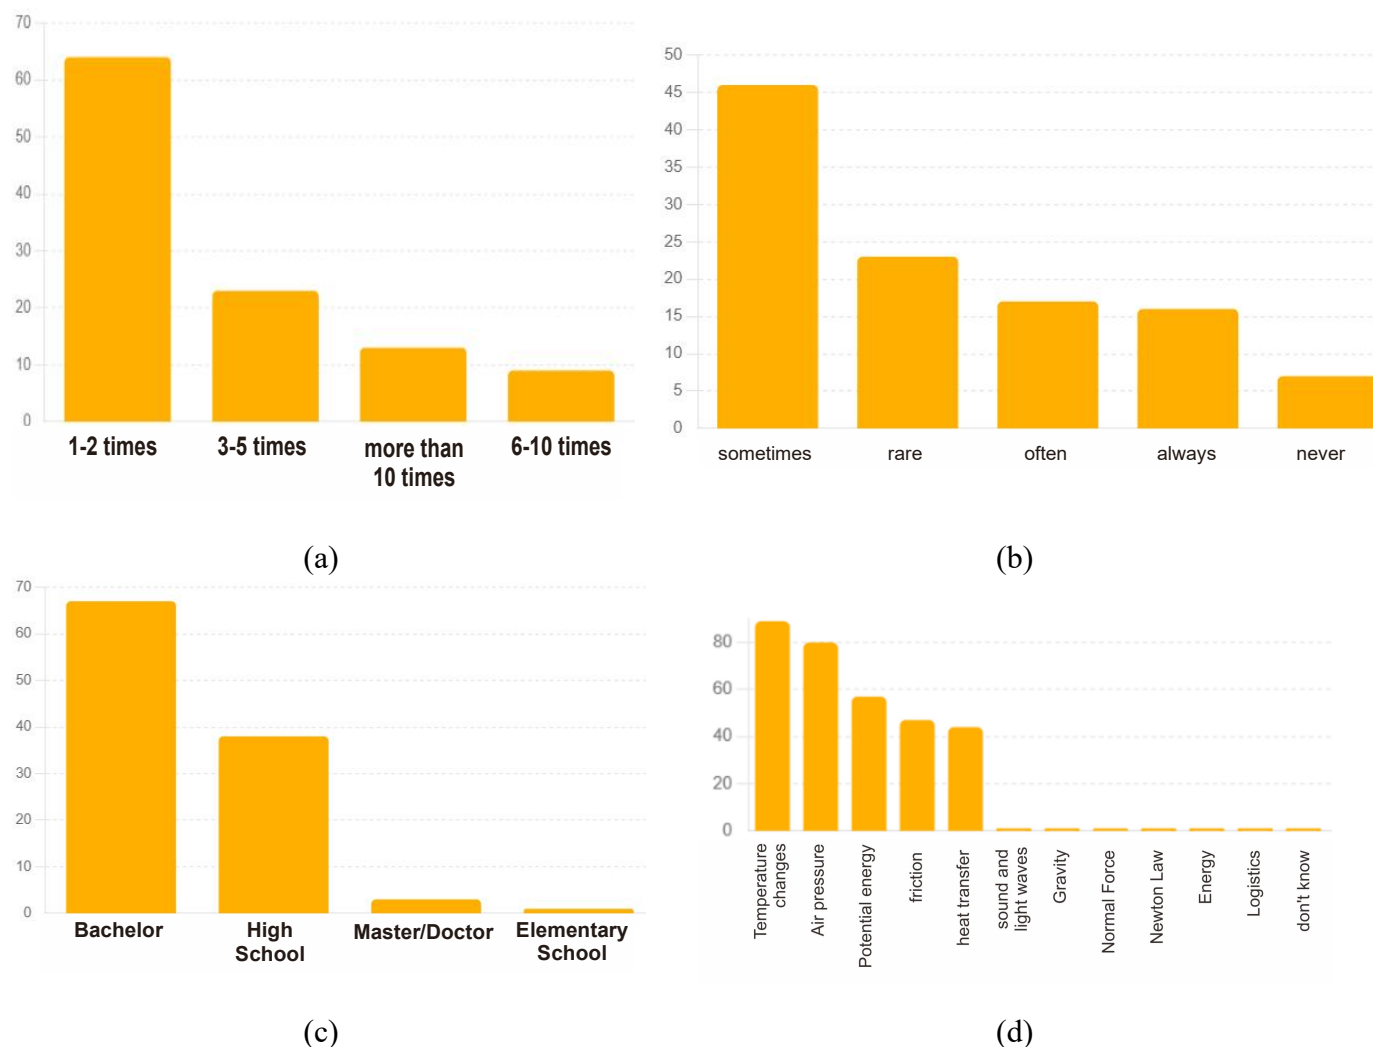 70
60
50
40
30
20
10
0
1-2 times
3-5 times
more than
10 times
6-10 times
(a)
50
45
40
35
30
25
20
15
10
5
0
sometimes
rare
often
always
never
(b)
70
60
50
40
30
20
10
0
Bachelor
High
School
Master/Doctor
Elementary
School
(c)
80
60
40
20
0
Temperature
changes
Air pressure
Potential energy
friction
heat transfer
sound and
light waves
Gravity
Normal Force
Newton Law
Energy
Logistics
don't know
(d)